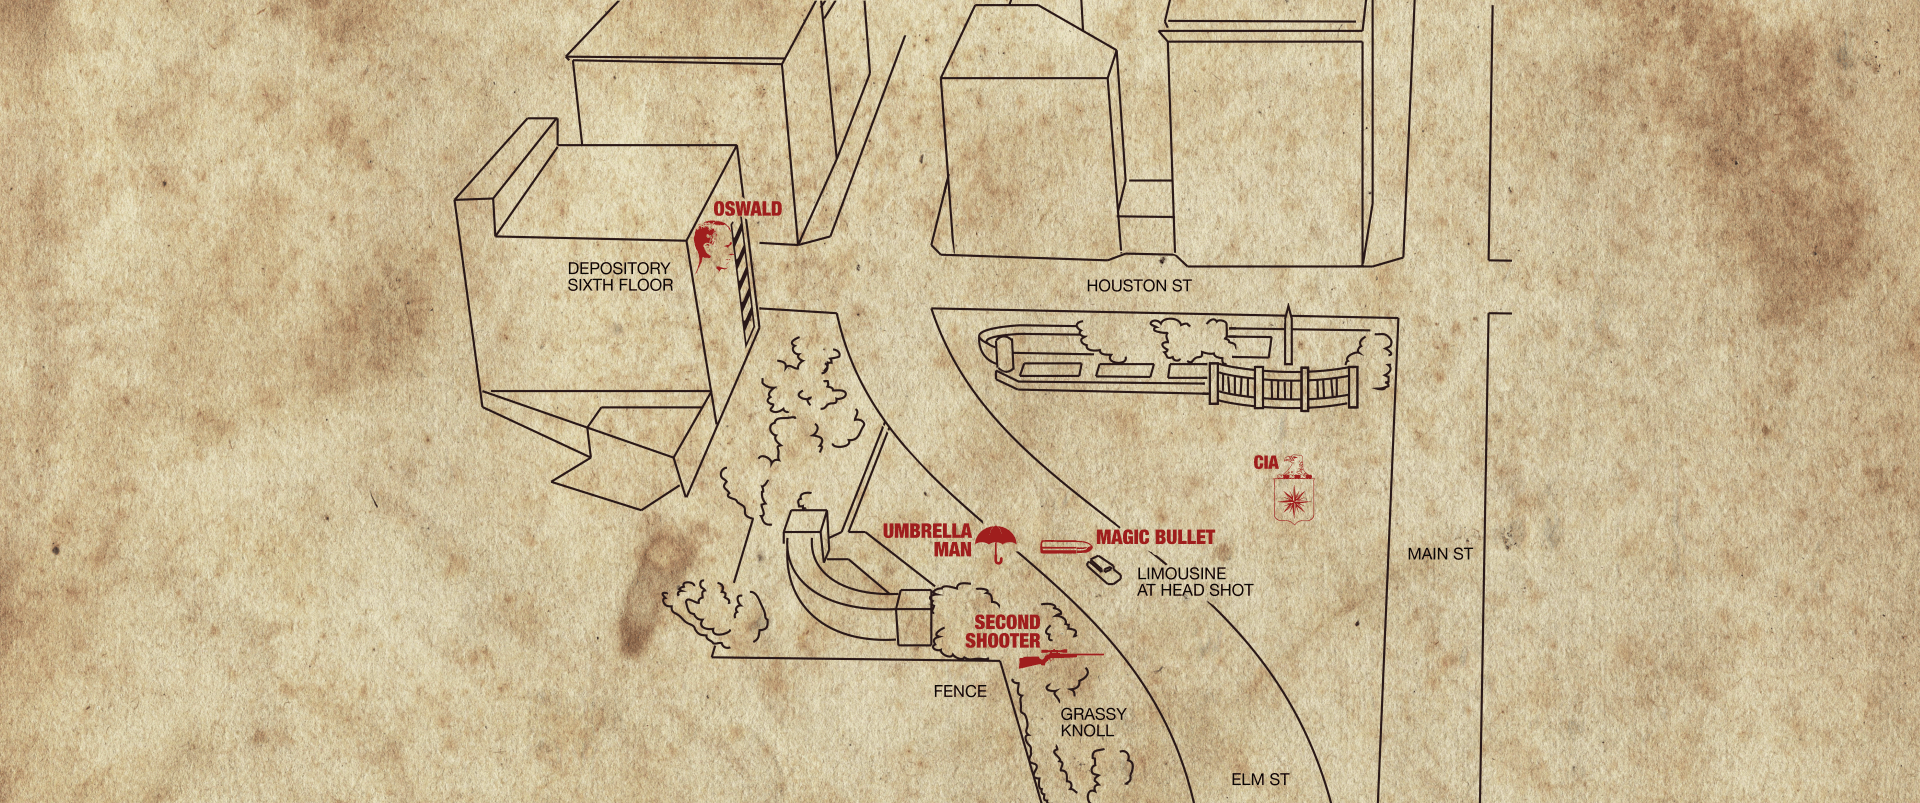 OSWALD
DEPOSITORY
SIXTH FLOOR
HOUSTON ST
CIA
UMBRELLA
MAN
MAGIC BULLET
LIMOUSINE
AT HEAD SHOT
MAIN ST
SECOND
SHOOTER
FENCE
GRASSY
KNOLL
ELM ST